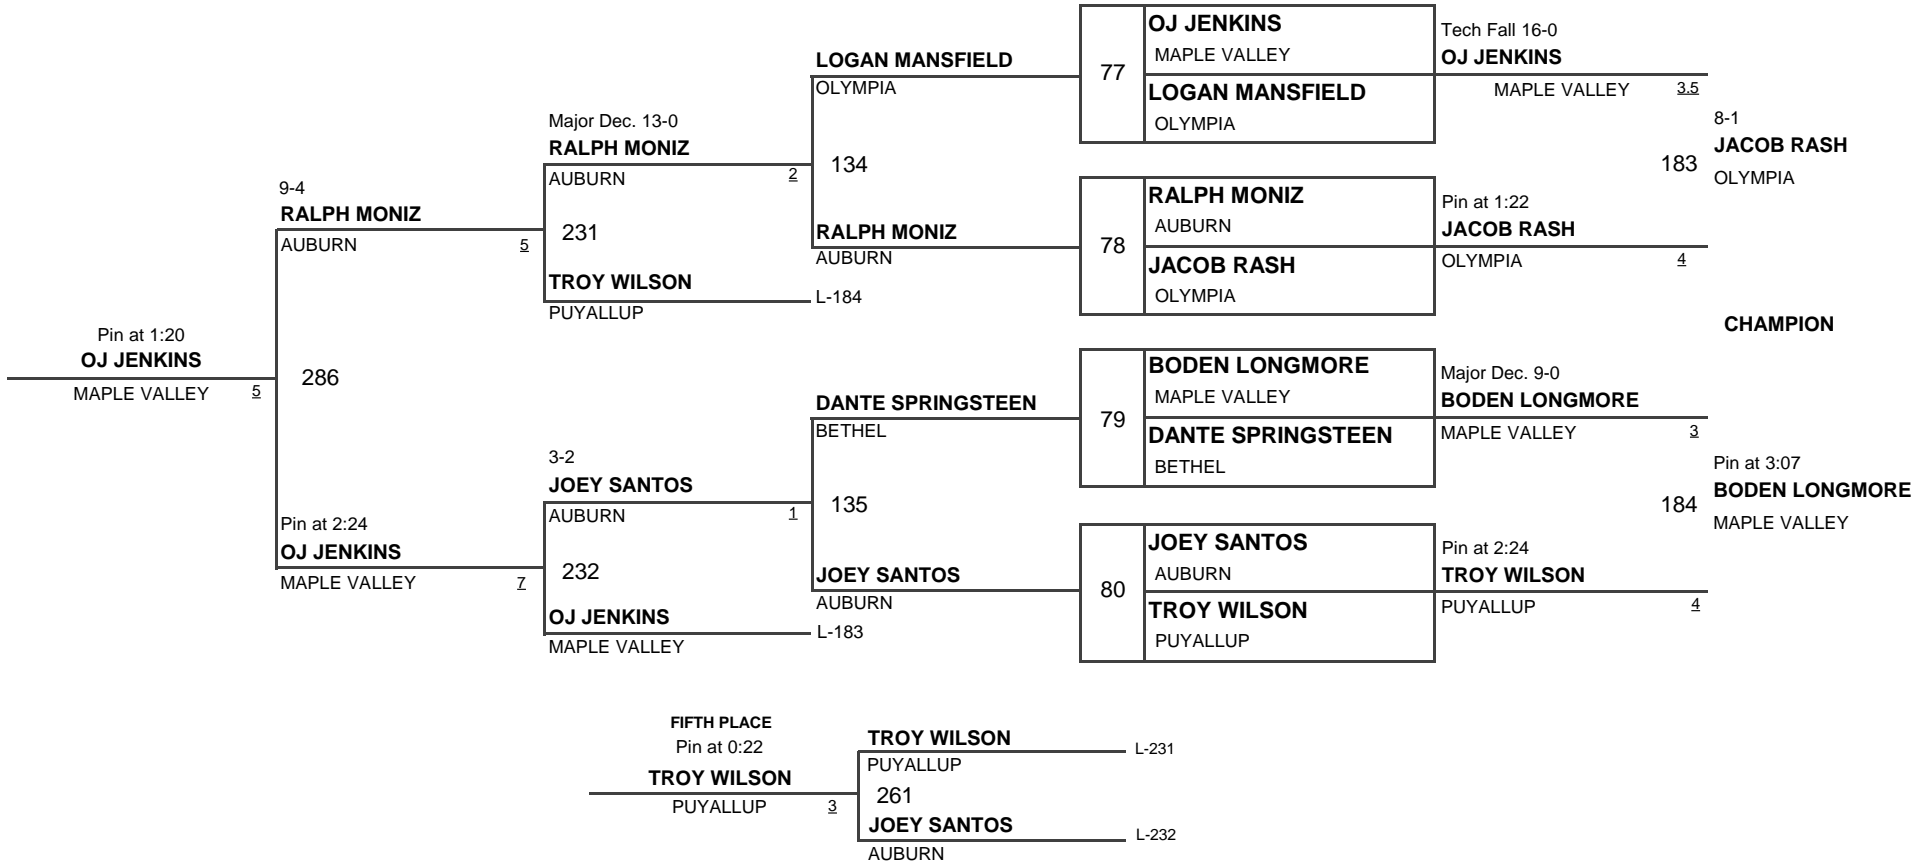 OJ JENKINS
MAPLE VALLEY
77
LOGAN MANSFIELD
OLYMPIA
Tech Fall 16-0
OJ JENKINS
MAPLE VALLEY 3.5
8-1
JACOB RASH
183
OLYMPIA
RALPH MONIZ
AUBURN
78
JACOB RASH
OLYMPIA
Pin at 1:22
JACOB RASH
OLYMPIA 4
CHAMPION
BODEN LONGMORE
MAPLE VALLEY
79
DANTE SPRINGSTEEN
BETHEL
Major Dec. 9-0
BODEN LONGMORE
MAPLE VALLEY 3
Pin at 3:07
BODEN LONGMORE
184
MAPLE VALLEY
JOEY SANTOS
AUBURN
80
TROY WILSON
PUYALLUP
Pin at 2:24
TROY WILSON
PUYALLUP 4
LOGAN MANSFIELD
OLYMPIA
134
RALPH MONIZ
AUBURN
DANTE SPRINGSTEEN
BETHEL
135
JOEY SANTOS
AUBURN
Major Dec. 13-0
RALPH MONIZ
AUBURN 2
231
TROY WILSON
L-184
PUYALLUP
3-2
JOEY SANTOS
AUBURN 1
232
OJ JENKINS
L-183
MAPLE VALLEY
9-4
RALPH MONIZ
AUBURN 5
286
Pin at 2:24
OJ JENKINS
MAPLE VALLEY 7
Pin at 1:20
OJ JENKINS
MAPLE VALLEY 5
FIFTH PLACE
Pin at 0:22
TROY WILSON
PUYALLUP 3
TROY WILSON
L-231
PUYALLUP
261
JOEY SANTOS
L-232
AUBURN